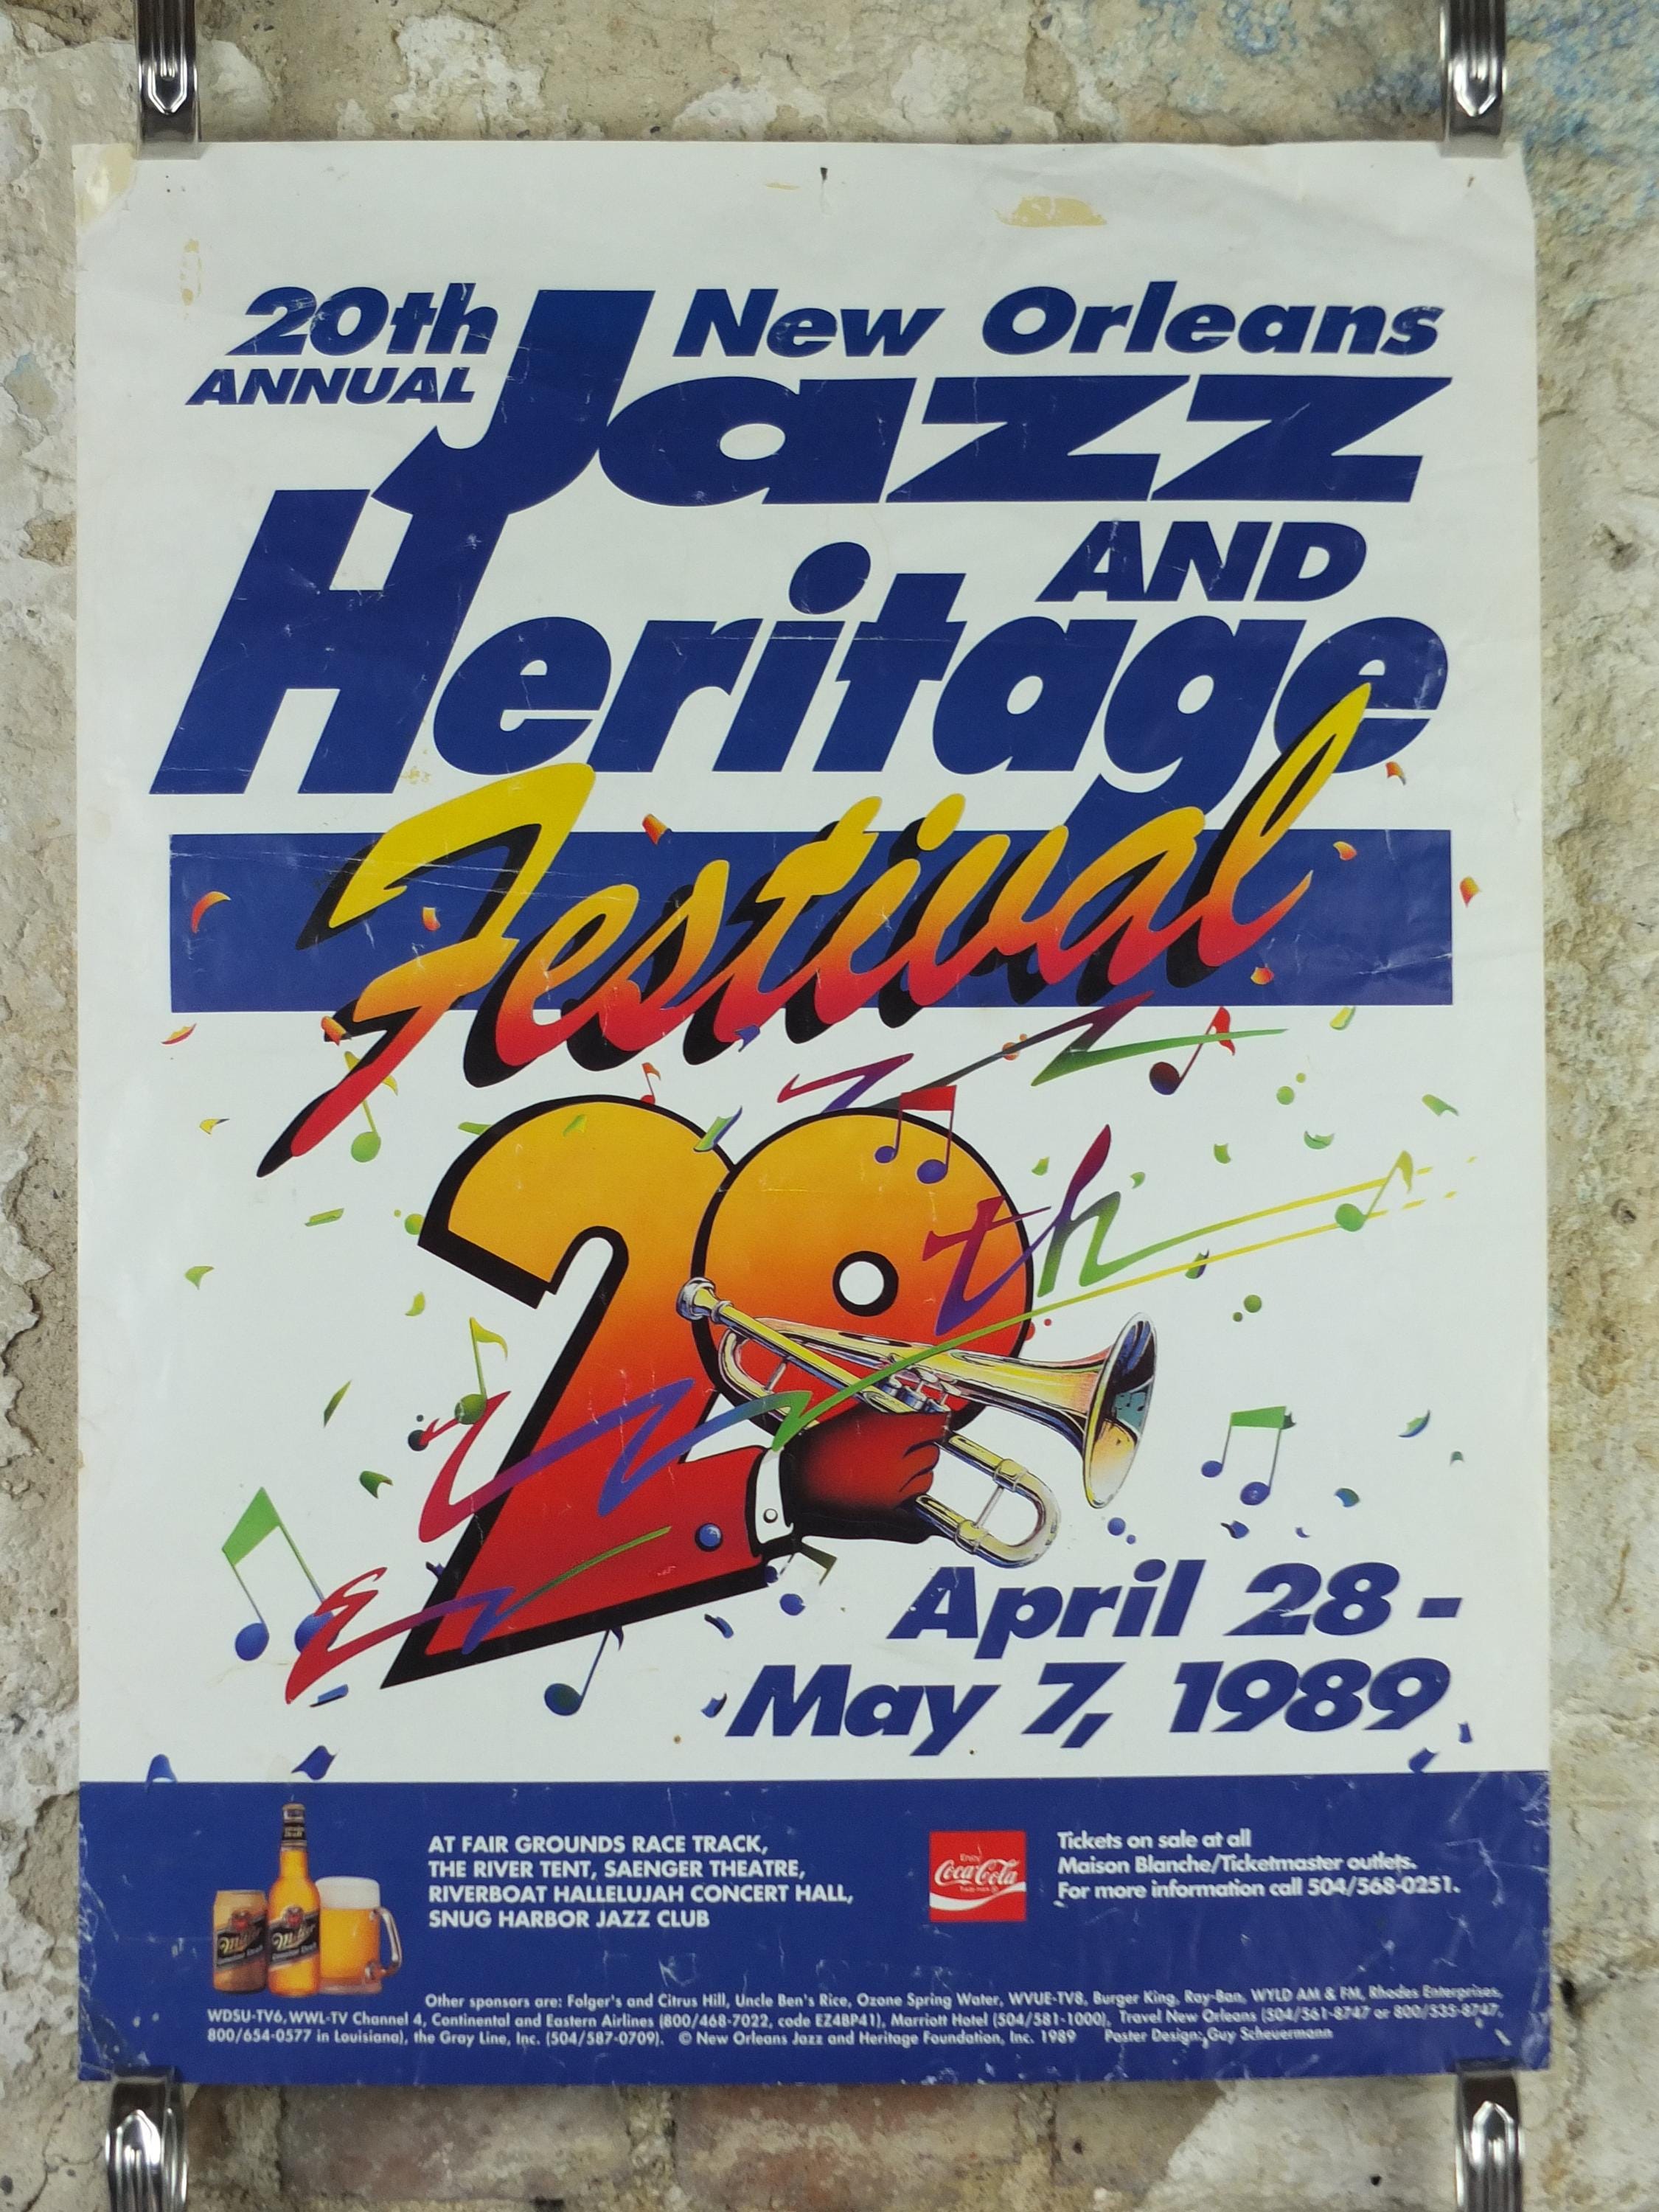 20th
ANNUAL
New Orleans
Jazz
AND
Heritage
Festival
20th
April 28 -
May 7, 1989
AT FAIR GROUNDS RACE TRACK,
THE RIVER TENT, SAENGER THEATRE,
RIVERBOAT HALLELUJAH CONCERT HALL,
SNUG HARBOR JAZZ CLUB
Enjoy
Coca-Cola
Tickets on sale at all
Maison Blanche/Ticketmaster outlets.
For more information call 504/568-0251.
Miller
Miller
Other sponsors are: Folger's and Citrus Hill, Uncle Ben's Rice, Ozone Spring Water, WVUE-TV8, Burger King, Ray-Ban, WYLD AM & FM, Rhodes Enterprises,
WDSU-TV6, WWL-TV Channel 4, Continental and Eastern Airlines (800/468-7022, code EZ4BP41), Marriott Hotel (504/581-1000), Travel New Orleans (504/561-8747 or 800/535-8747,
800/654-0577 in Louisiana), the Gray Line, Inc. (504/587-0709). © New Orleans Jazz and Heritage Foundation, Inc. 1989 Poster Design: Guy Scheuermann